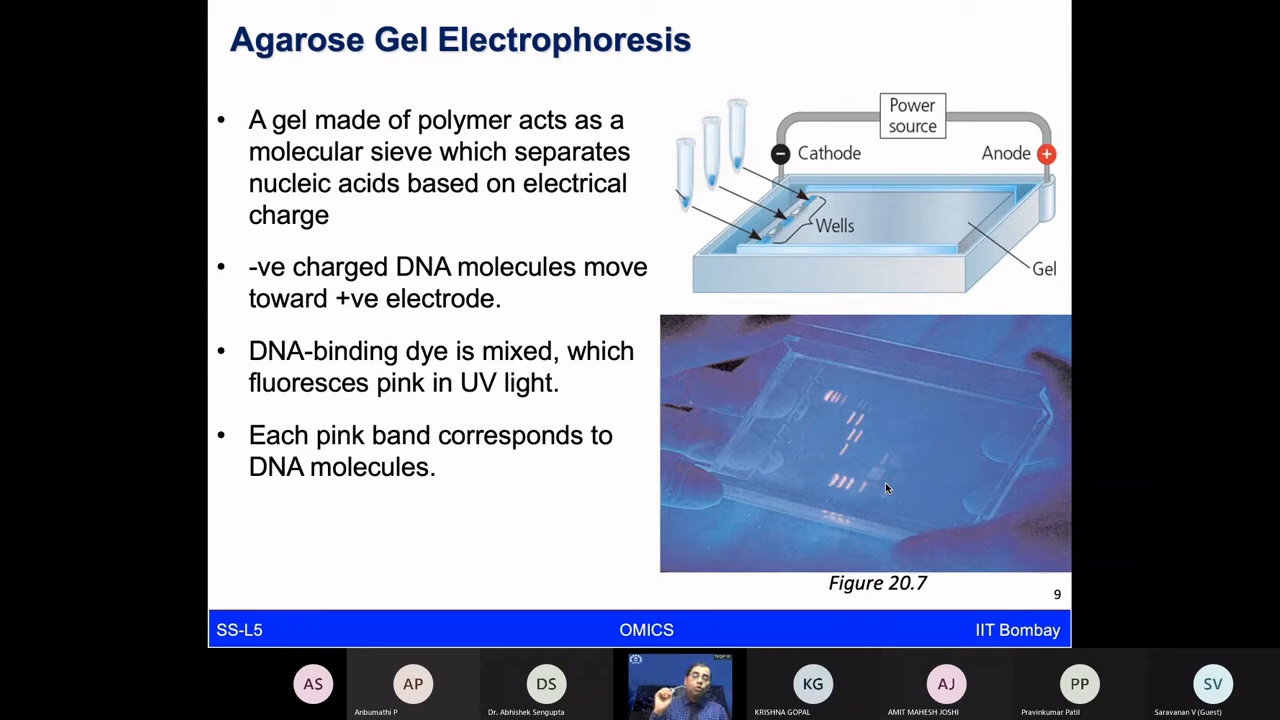 Agarose Gel Electrophoresis
• A gel made of polymer acts as a
molecular sieve which separates
nucleic acids based on electrical
charge
• -ve charged DNA molecules move
toward +ve electrode.
• DNA-binding dye is mixed, which
fluoresces pink in UV light.
• Each pink band corresponds to
DNA molecules.
Power
source
Cathode
Anode
Wells
Gel
Figure 20.7
9
SS-L5
OMICS
IIT Bombay
AS
AP
DS
KG
AJ
PP
SV
Anbumathi P
Dr. Abhishek Sengupta
KRISHNA GOPAL
AMIT MAHESH JOSHI
Pravinkumar Patil
Saravanan V (Guest)